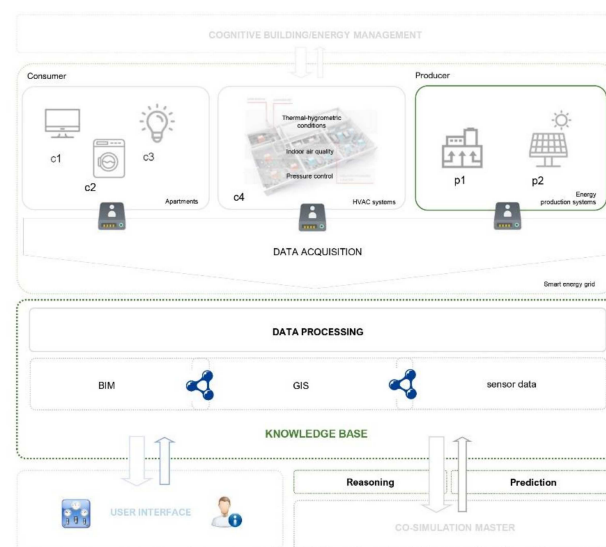 COGNITIVE BUILDING/ENERGY MANAGEMENT
Consumer
Producer
c1
c2
c3
Apartments
Thermal-hygrometric
conditions
Indoor air quality
Pressure control
c4
HVAC systems
p1
p2
Energy
production systems
DATA ACQUISITION
Smart energy grid
DATA PROCESSING
BIM
GIS
sensor data
KNOWLEDGE BASE
Reasoning
Prediction
USER INTERFACE
CO-SIMULATION MASTER